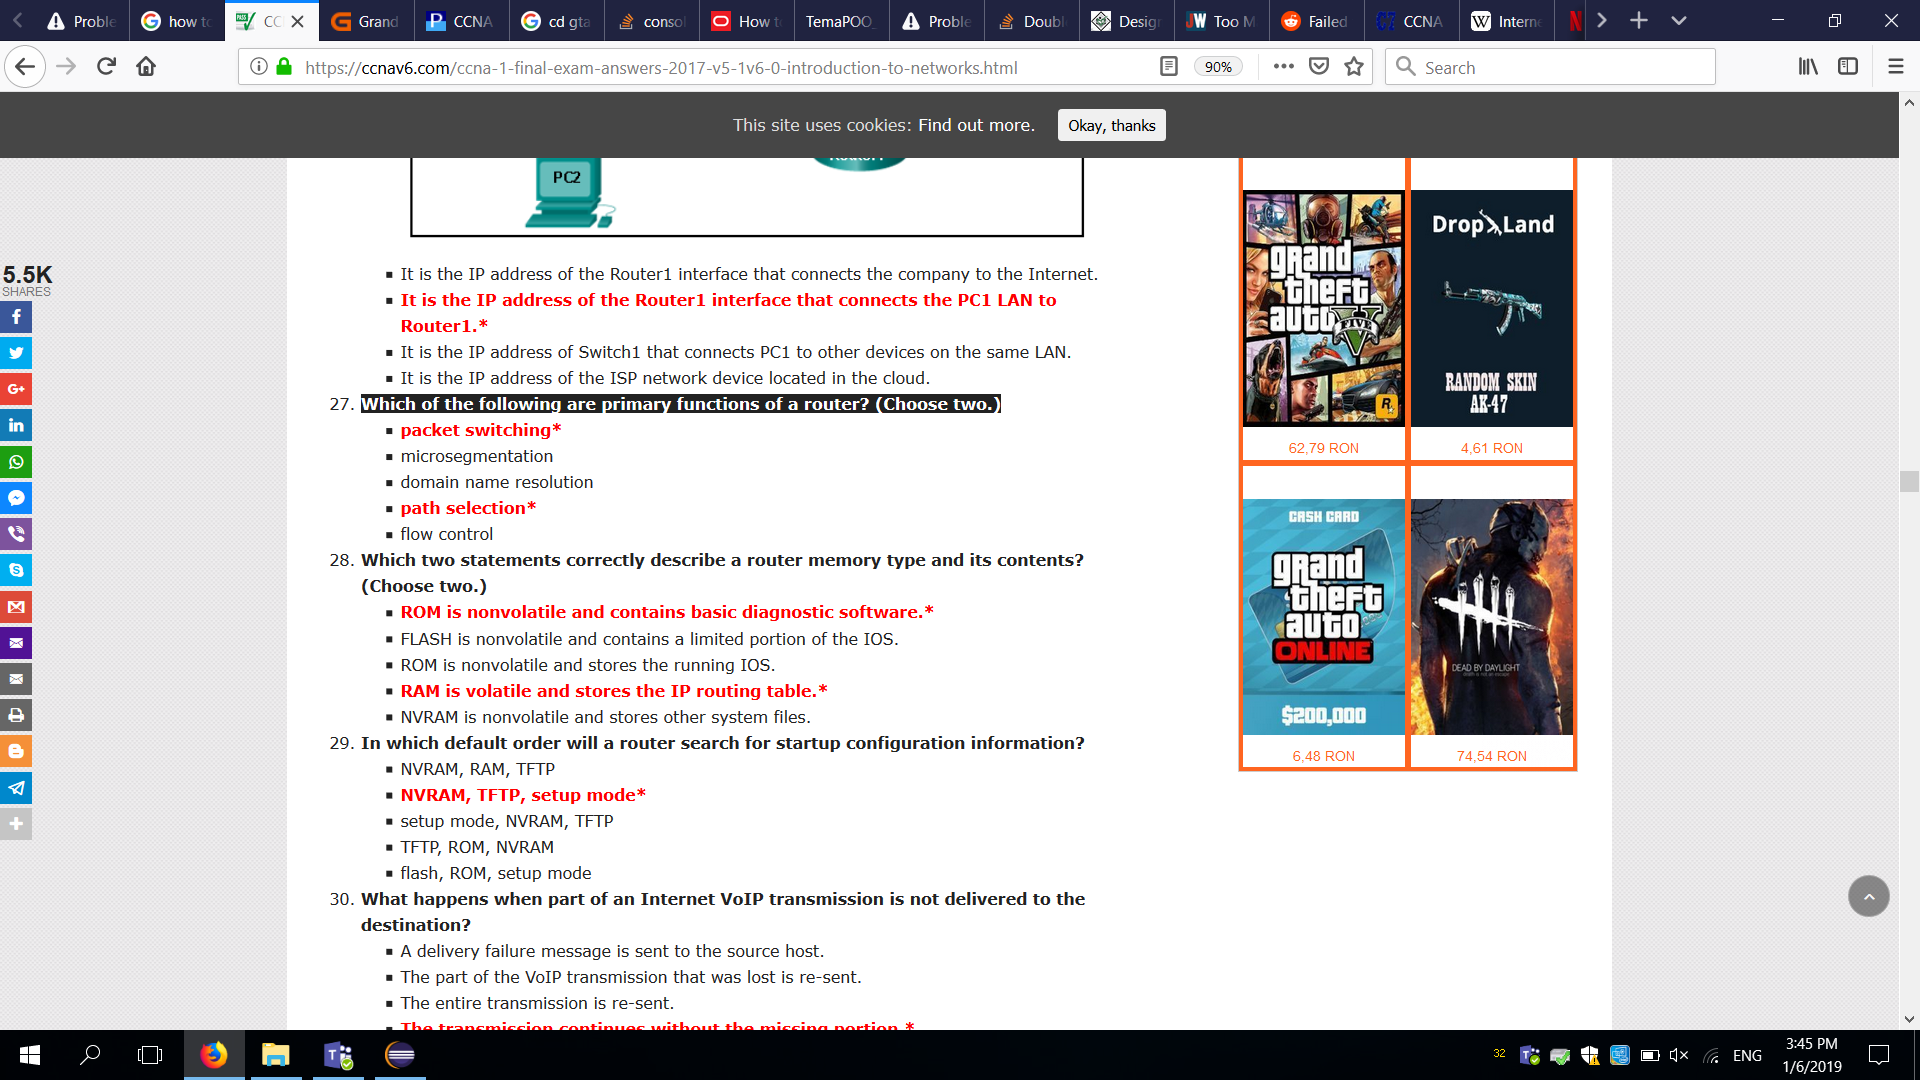 Proble
how to
CC
Grand
CCNA
cd gta
consol
How to
TemaPOO_
Proble
Doubl
Design
Too M
Failed
CCNA
Intern
https://ccnav6.com/ccna-1-final-exam-answers-2017-v5-1v6-0-introduction-to-networks.html
90%
Search
This site uses cookies: Find out more.
Okay, thanks
PC2
5.5K
SHARES
It is the IP address of the Router1 interface that connects the company to the Internet.
It is the IP address of the Router1 interface that connects the PC1 LAN to
Router1.*
It is the IP address of Switch1 that connects PC1 to other devices on the same LAN.
It is the IP address of the ISP network device located in the cloud.
27. Which of the following are primary functions of a router? (Choose two.)
packet switching*
microsegmentation
domain name resolution
path selection*
flow control
28. Which two statements correctly describe a router memory type and its contents?
(Choose two.)
ROM is nonvolatile and contains basic diagnostic software.*
FLASH is nonvolatile and contains a limited portion of the IOS.
ROM is nonvolatile and stores the running IOS.
RAM is volatile and stores the IP routing table.*
NVRAM is nonvolatile and stores other system files.
29. In which default order will a router search for startup configuration information?
NVRAM, RAM, TFTP
NVRAM, TFTP, setup mode*
setup mode, NVRAM, TFTP
TFTP, ROM, NVRAM
flash, ROM, setup mode
30. What happens when part of an Internet VoIP transmission is not delivered to the
destination?
A delivery failure message is sent to the source host.
The part of the VoIP transmission that was lost is re-sent.
The entire transmission is re-sent.
The transmission continues without the missing portion.*
grand
theft
auto
FIVE
62,79 RON
Drop Land
RANDOM SKIN
AK-47
4,61 RON
CASH CARD
grand
theft
auto
ONLINE
$200,000
6,48 RON
DEAD BY DAYLIGHT
74,54 RON
32
ENG
3:45 PM
1/6/2019